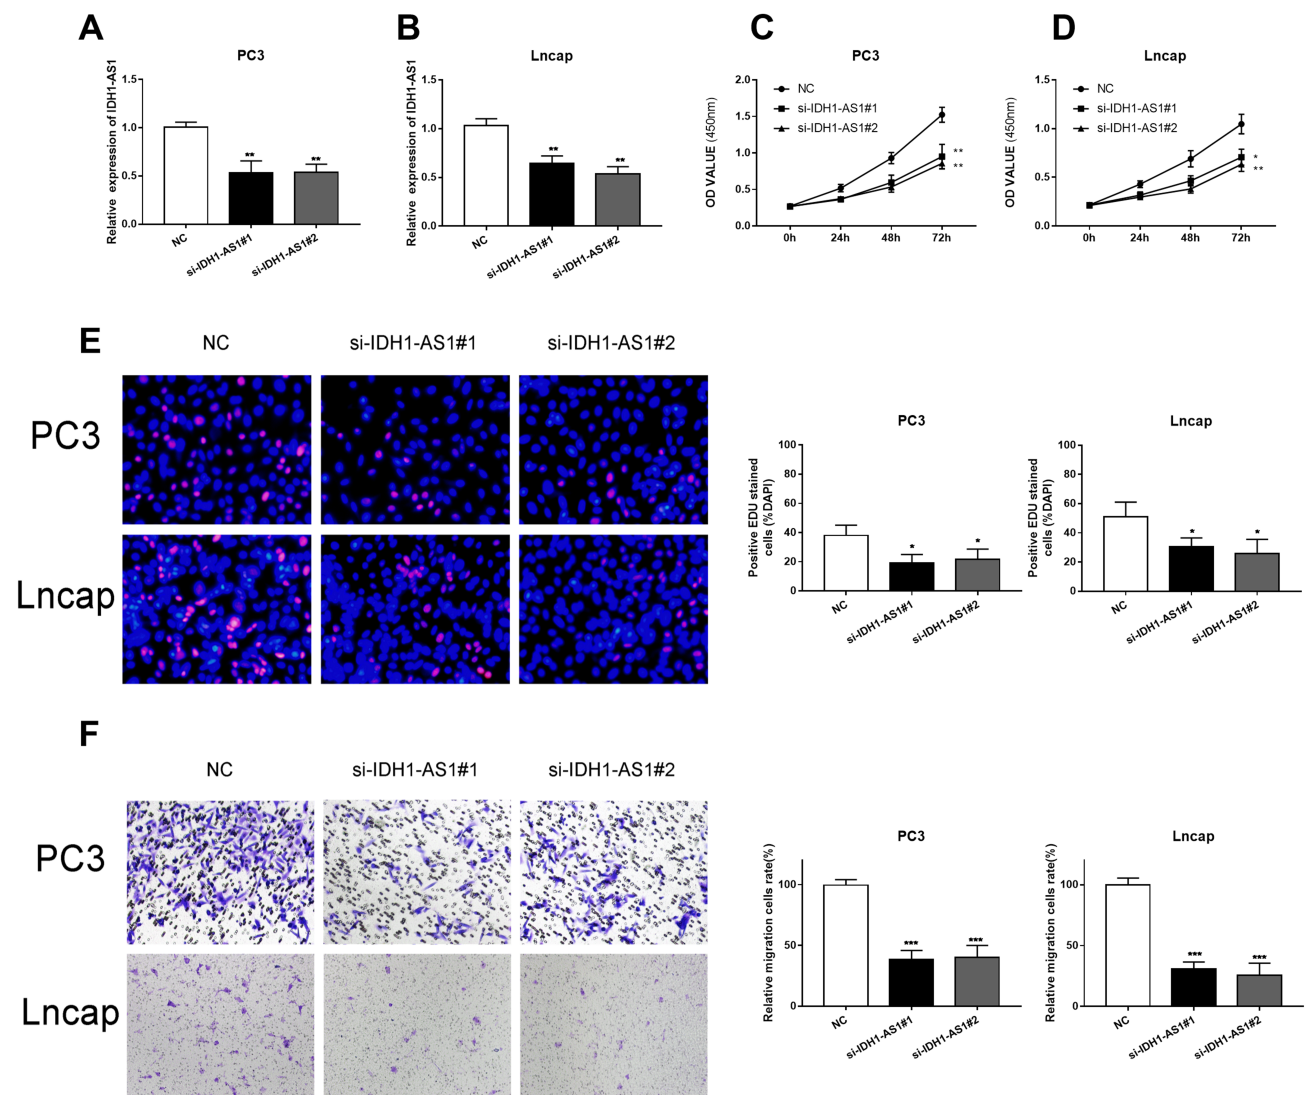 A
PC3
Relative expression of IDH1-AS1
1.5
1.0
0.5
0.0
NC
si-IDH1-AS1#1
si-IDH1-AS1#2
**
**
B
Lncap
Relative expression of IDH1-AS1
1.5
1.0
0.5
0.0
NC
si-IDH1-AS1#1
si-IDH1-AS1#2
**
**
C
PC3
OD VALUE (450nm)
2.0
1.5
1.0
0.5
0.0
NC
si-IDH1-AS1#1
si-IDH1-AS1#2
**
**
0h 24h 48h 72h
D
Lncap
OD VALUE (450nm)
1.5
1.0
0.5
0.0
NC
si-IDH1-AS1#1
si-IDH1-AS1#2
*
**
0h 24h 48h 72h
E
NC si-IDH1-AS1#1 si-IDH1-AS1#2
PC3
Lncap
PC3
Positive EDU stained
cells (%DAPI)
100
80
60
40
20
0
*
*
NC
si-IDH1-AS1#1
si-IDH1-AS1#2
Lncap
Positive EDU stained
cells (%DAPI)
100
80
60
40
20
0
*
*
NC
si-IDH1-AS1#1
si-IDH1-AS1#2
F
NC si-IDH1-AS1#1 si-IDH1-AS1#2
PC3
Lncap
PC3
Relative migration cells rate(%)
100
50
0
***
***
NC
si-IDH1-AS1#1
si-IDH1-AS1#2
Lncap
Relative migration cells rate(%)
100
50
0
***
***
NC
si-IDH1-AS1#1
si-IDH1-AS1#2